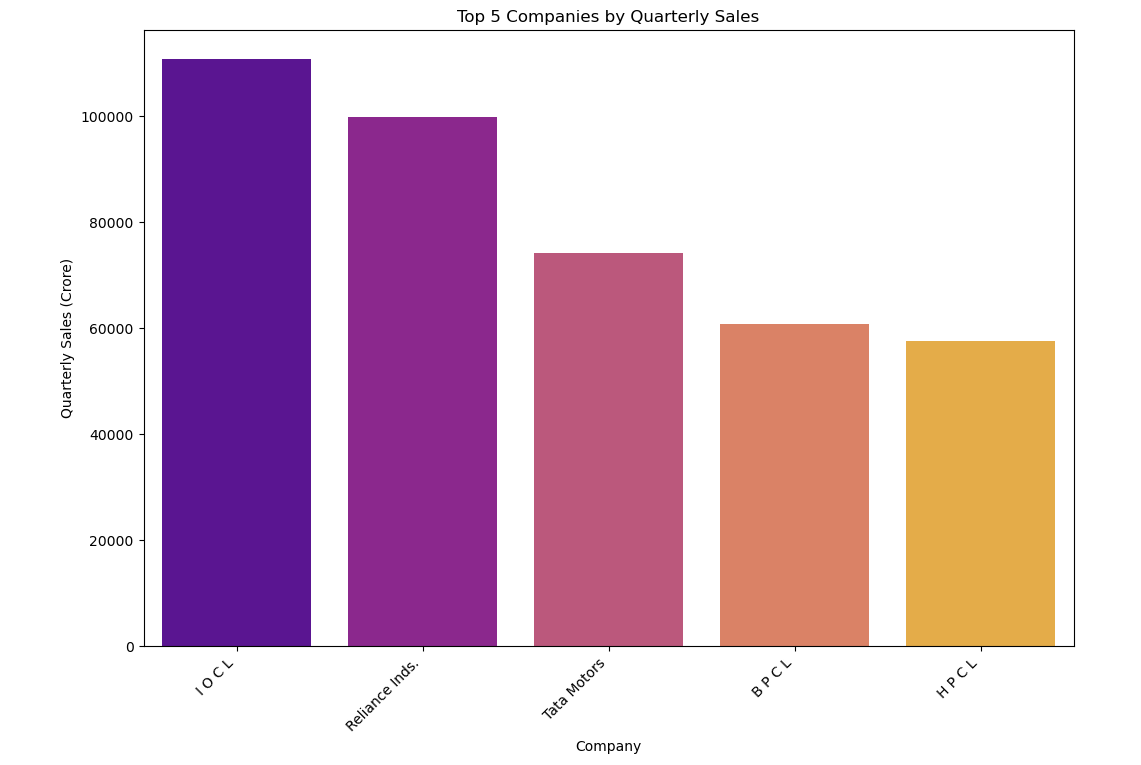 Top 5 Companies by Quarterly Sales
Quarterly Sales (Crore)
100000
80000
60000
40000
20000
0
I O C L
Reliance Inds.
Tata Motors
B P C L
H P C L
Company